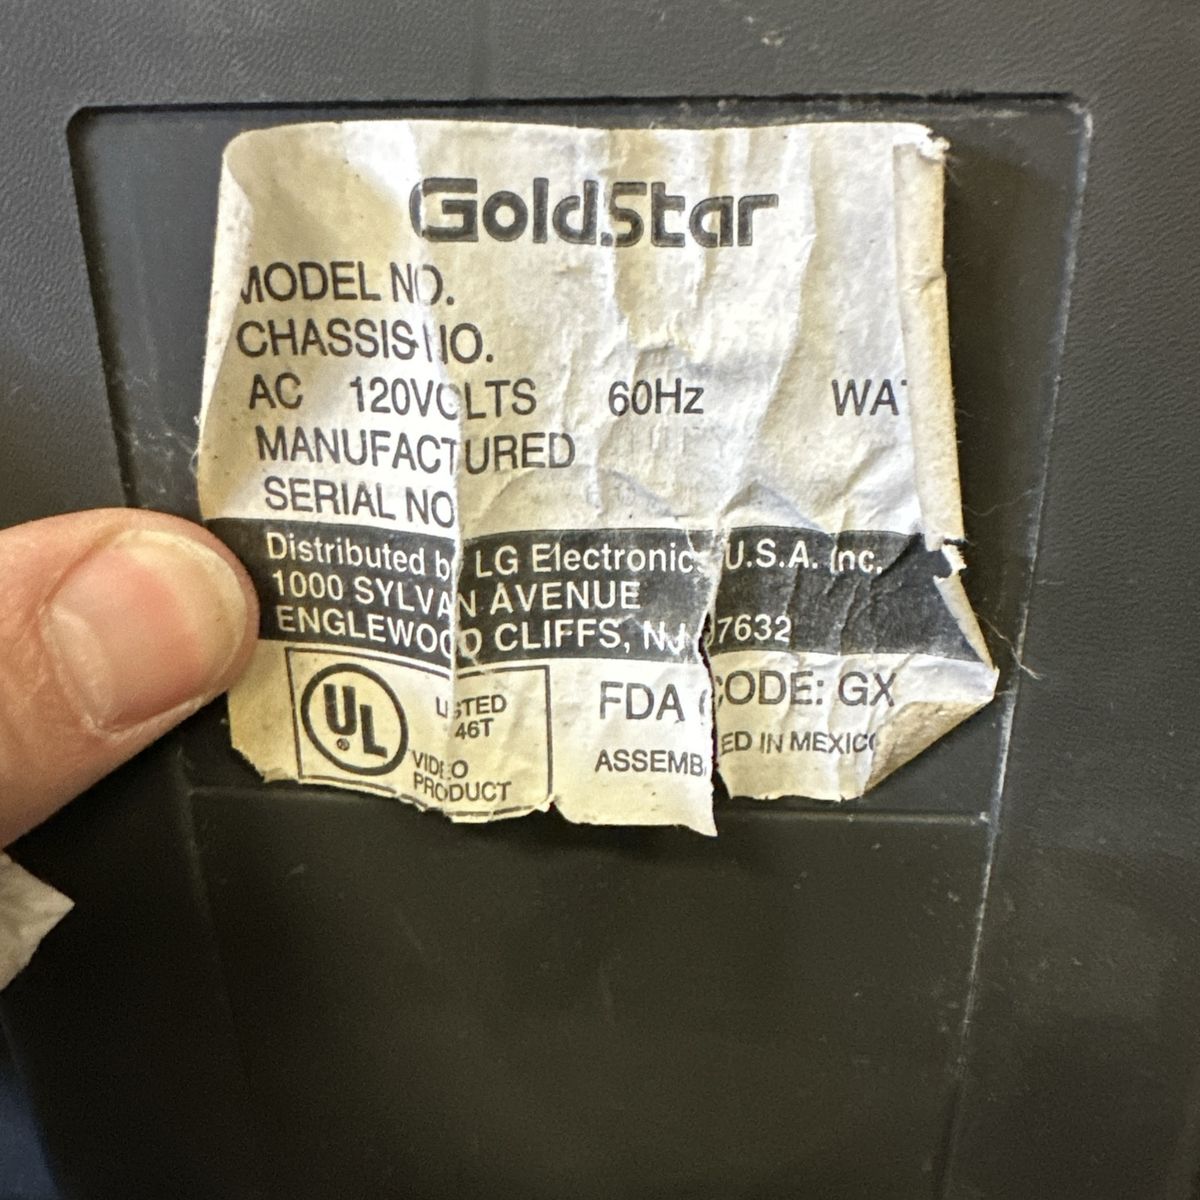 GoldStar
MODEL NO.
CHASSIS NO.
AC 120VOLTS 60Hz WAT
MANUFACTURED
SERIAL NO
Distributed by LG Electronics U.S.A. Inc.
1000 SYLVAN AVENUE
ENGLEWOOD CLIFFS, NJ 07632
UL
®
LISTED
46T
VIDEO
PRODUCT
FDA CODE: GX
ASSEMBLED IN MEXICO